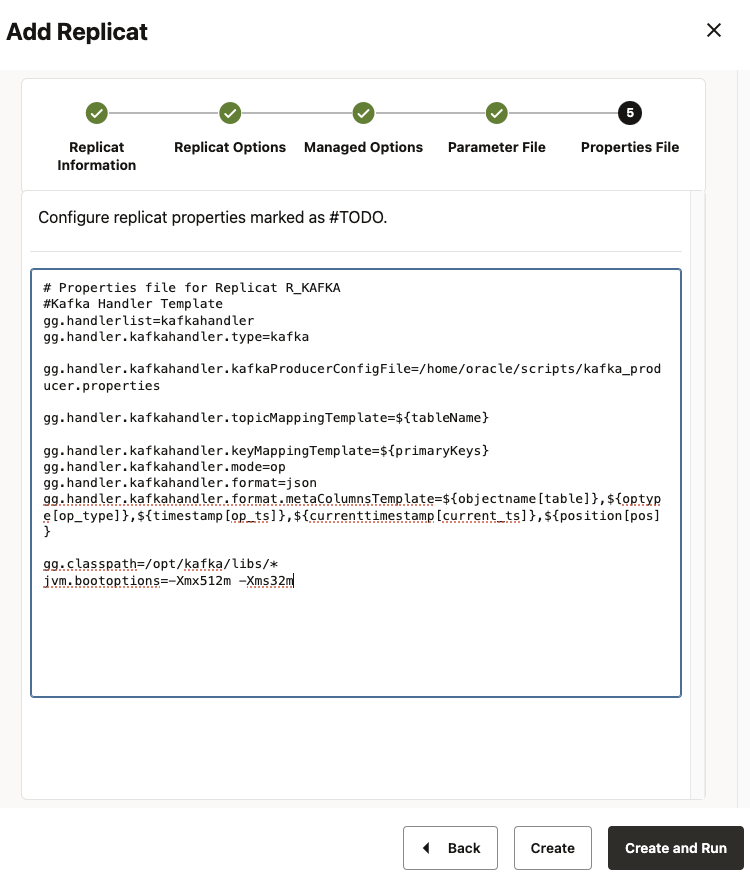 Add Replicat
5
Replicat Information
Replicat Options
Managed Options
Parameter File
Properties File
Configure replicat properties marked as #TODO.
# Properties file for Replicat R_KAFKA
#Kafka Handler Template
gg.handlerlist=kafkahandler
gg.handler.kafkahandler.type=kafka
gg.handler.kafkahandler.kafkaProducerConfigFile=/home/oracle/scripts/kafka_prod
ucer.properties
gg.handler.kafkahandler.topicMappingTemplate=${tableName}
gg.handler.kafkahandler.keyMappingTemplate=${primaryKeys}
gg.handler.kafkahandler.mode=op
gg.handler.kafkahandler.format=json
gg.handler.kafkahandler.format.metaColumnsTemplate=${objectname[table]},${optyp
e[op_type]},${timestamp[op_ts]},${currenttimestamp[current_ts]},${position[pos]
}
gg.classpath=/opt/kafka/libs/*
jvm.bootoptions=-Xmx512m -Xms32m
Back
Create
Create and Run